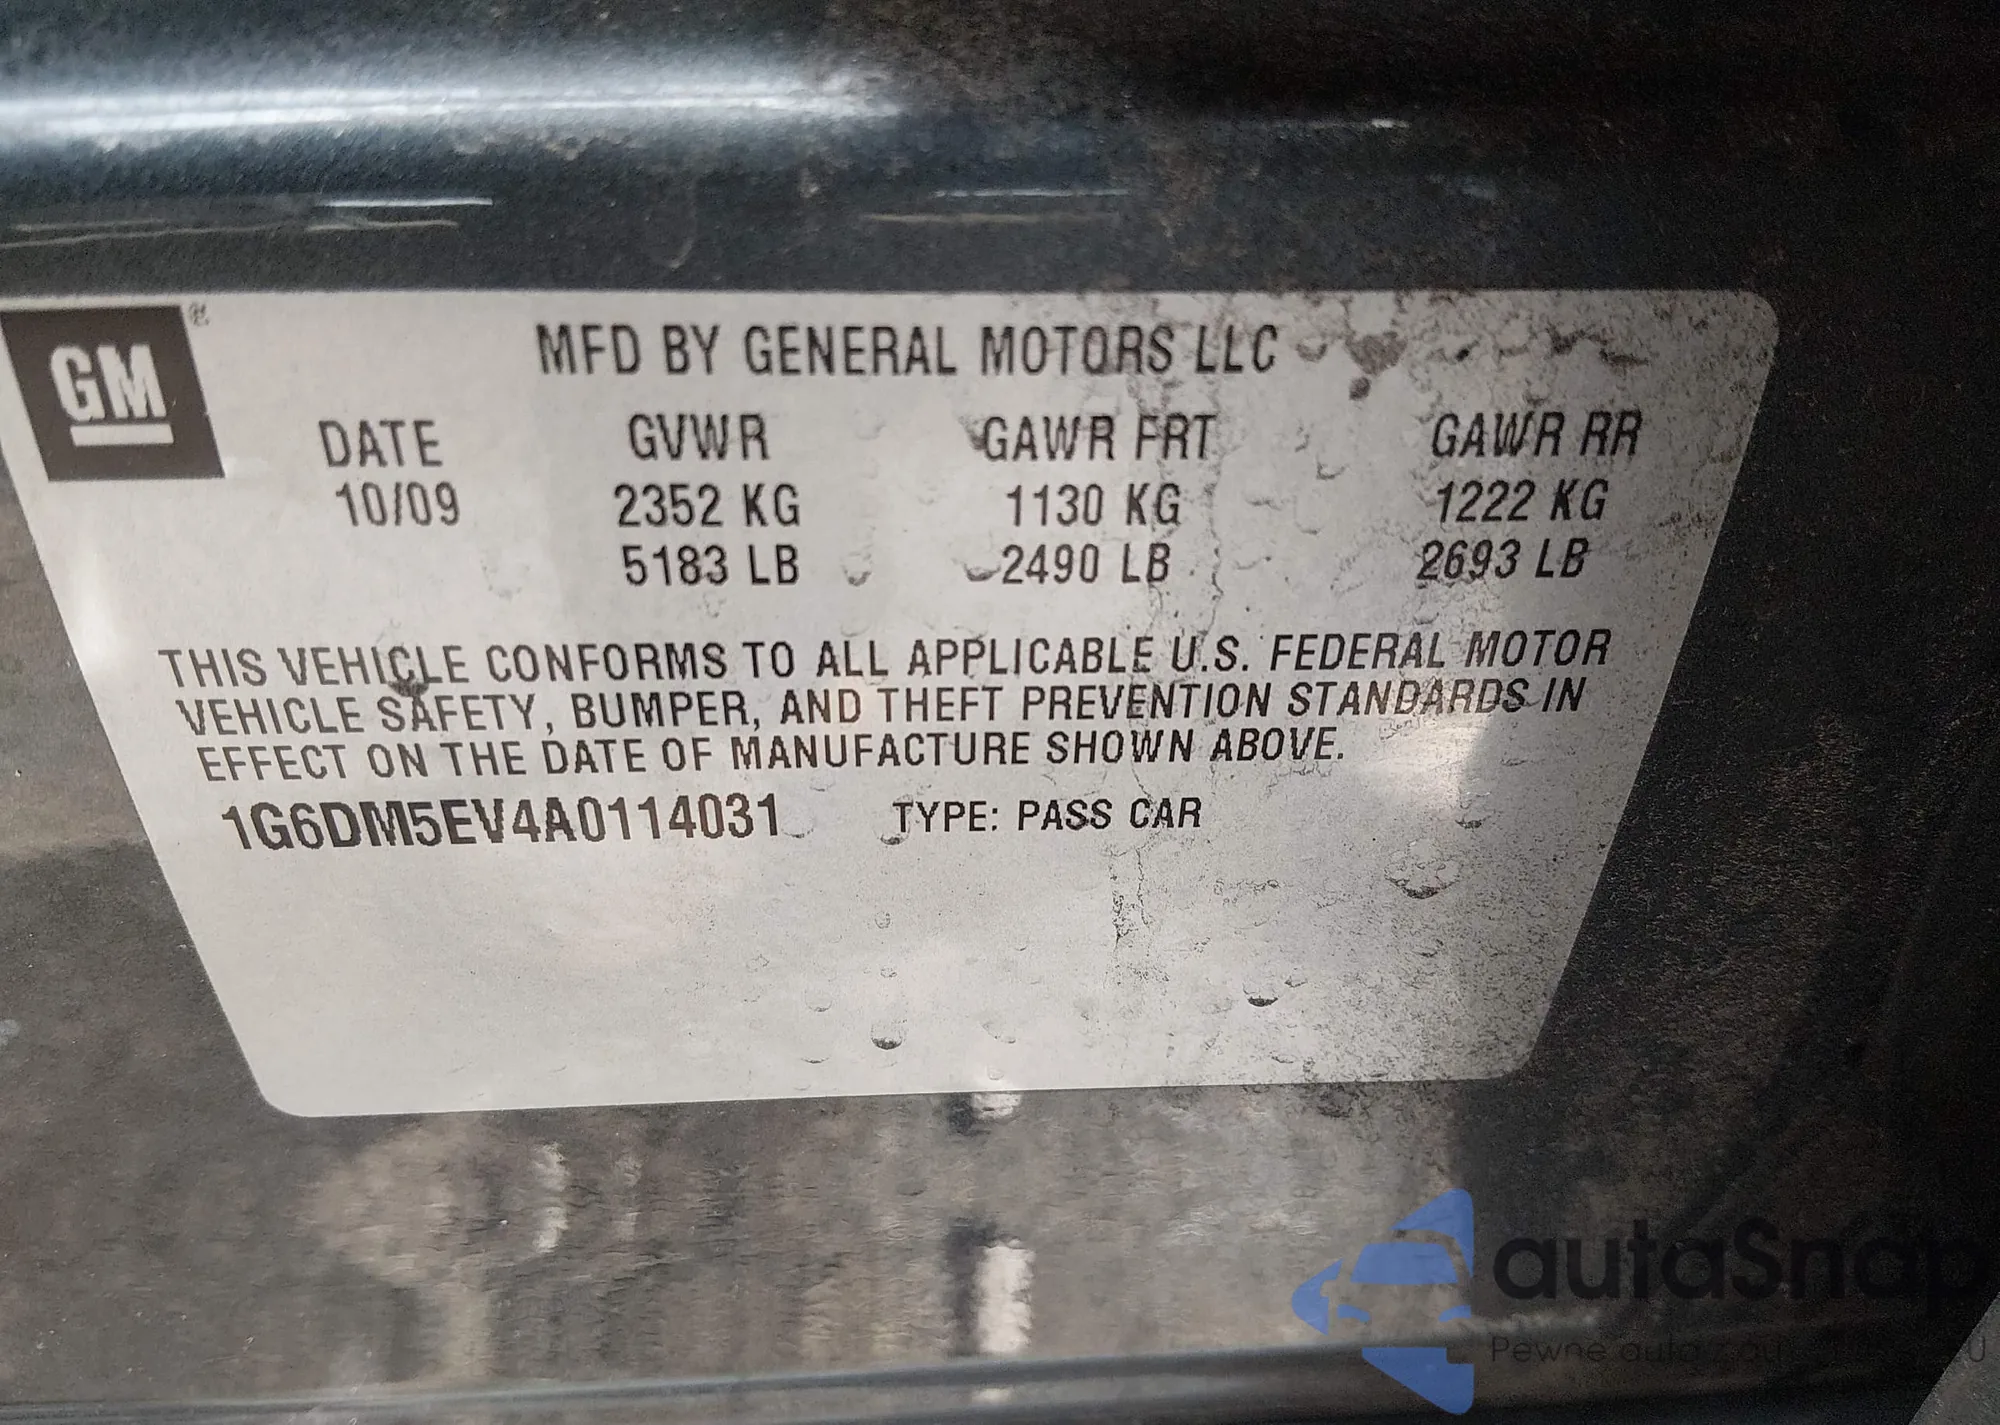 GM ®
MFD BY GENERAL MOTORS LLC
DATE GVWR GAWR FRT GAWR RR
10/09 2352 KG 1130 KG 1222 KG
5183 LB 2490 LB 2693 LB
THIS VEHICLE CONFORMS TO ALL APPLICABLE U.S. FEDERAL MOTOR
VEHICLE SAFETY, BUMPER, AND THEFT PREVENTION STANDARDS IN
EFFECT ON THE DATE OF MANUFACTURE SHOWN ABOVE.
1G6DM5EV4A0114031 TYPE: PASS CAR
autaSnap
Pewne auta z